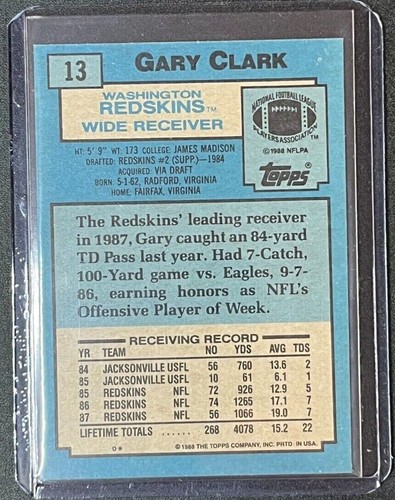 13 GARY CLARK
WASHINGTON
REDSKINS TM
WIDE RECEIVER
NATIONAL FOOTBALL LEAGUE
PLAYERS ASSOCIATION
©1988 NFLPA
Topps®
HT: 5' 9" WT: 173 COLLEGE: JAMES MADISON
DRAFTED: REDSKINS #2 (SUPP.)—1984
ACQUIRED: VIA DRAFT
BORN: 5-1-62, RADFORD, VIRGINIA
HOME: FAIRFAX, VIRGINIA
The Redskins' leading receiver
in 1987, Gary caught an 84-yard
TD Pass last year. Had 7-Catch,
100-Yard game vs. Eagles, 9-7-
86, earning honors as NFL's
Offensive Player of Week.
RECEIVING RECORD
YR TEAM NO YDS AVG TDS
84 JACKSONVILLE USFL 56 760 13.6 2
85 JACKSONVILLE USFL 10 61 6.1 1
85 REDSKINS NFL 72 926 12.9 5
86 REDSKINS NFL 74 1265 17.1 7
87 REDSKINS NFL 56 1066 19.0 7
LIFETIME TOTALS ..... 268 4078 15.2 22
D* ©1988 THE TOPPS COMPANY, INC. PRTD. IN USA.